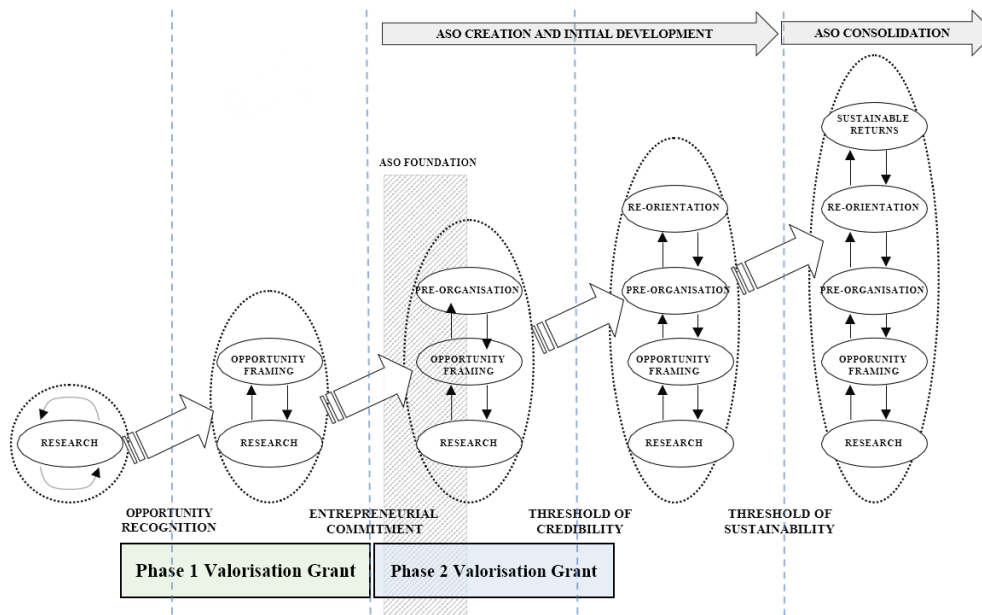 ASO CREATION AND INITIAL DEVELOPMENT
ASO CONSOLIDATION
ASO FOUNDATION
RESEARCH
OPPORTUNITY
FRAMING
RESEARCH
PRE-ORGANISATION
OPPORTUNITY
FRAMING
RESEARCH
RE-ORIENTATION
PRE-ORGANISATION
OPPORTUNITY
FRAMING
RESEARCH
SUSTAINABLE
RETURNS
RE-ORIENTATION
PRE-ORGANISATION
OPPORUNITY
FRAMING
RESEARCH
OPPORTUNITY
RECOGNITION
ENTREPRENEURIAL
COMMITMENT
THRESHOLD OF
CREDIBILITY
THRESHOLD OF
SUSTAINABILITY
Phase 1 Valorisation Grant
Phase 2 Valorisation Grant